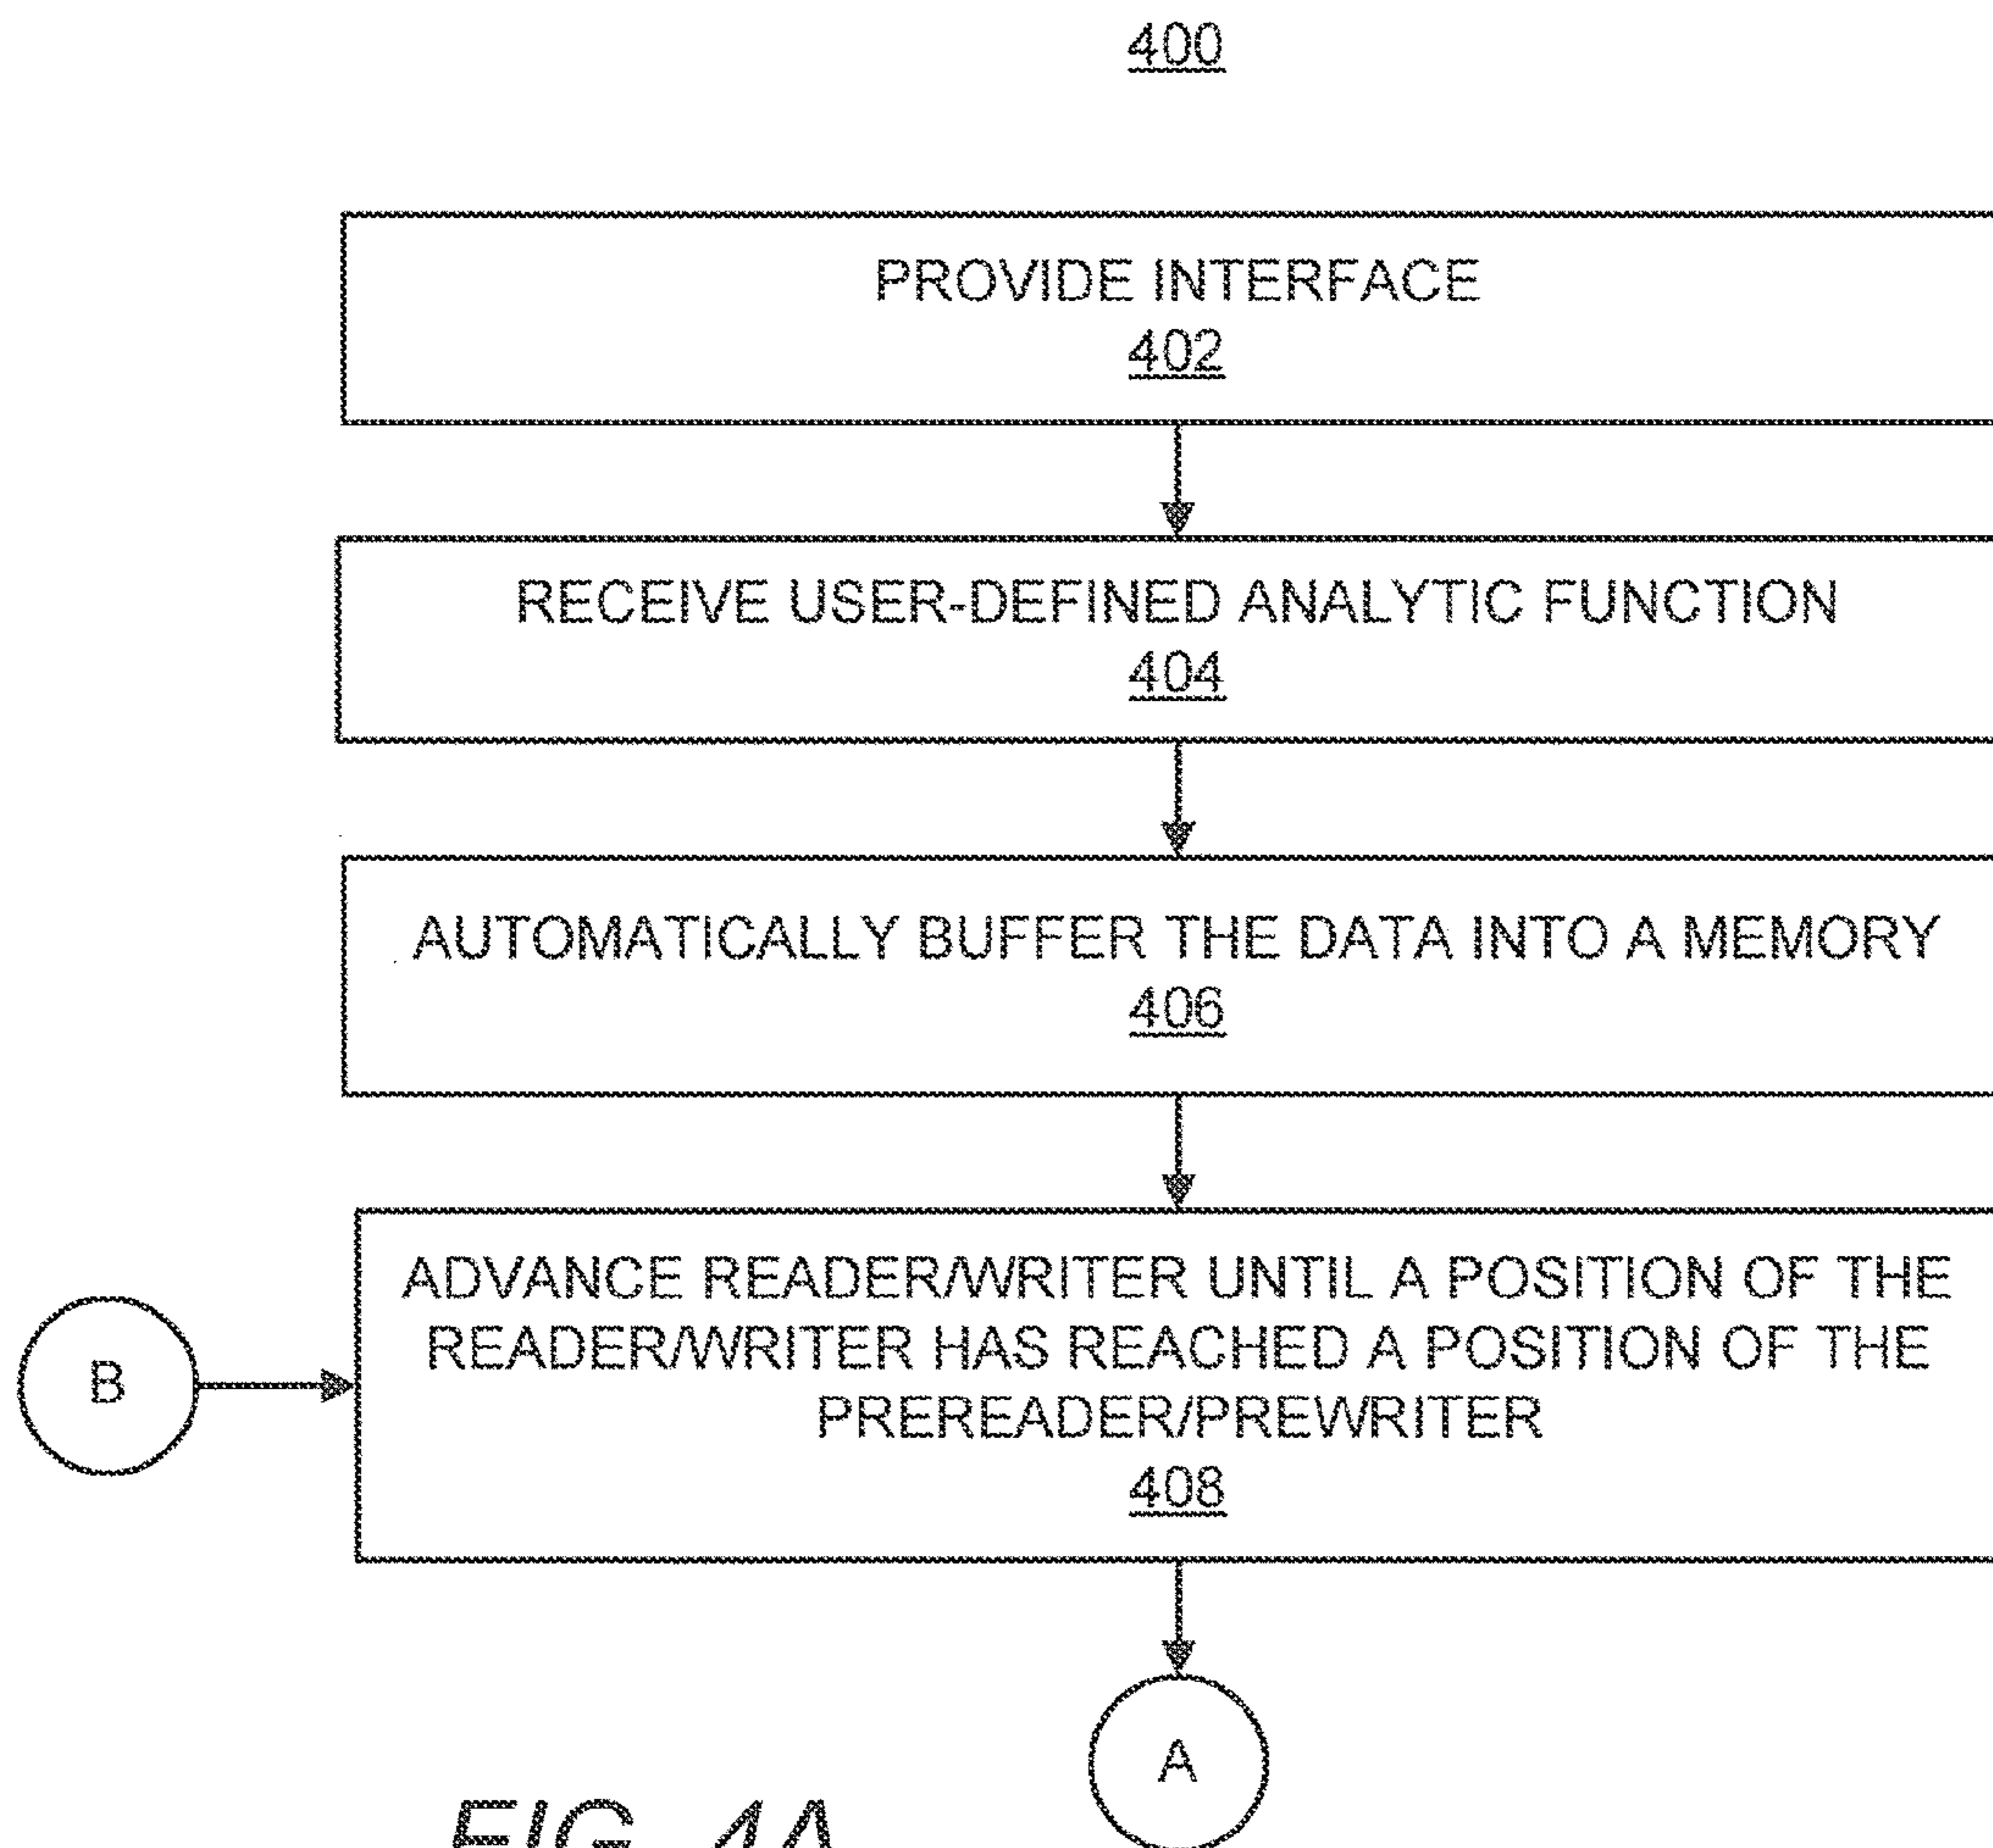 400
PROVIDE INTERFACE
402
RECEIVE USER-DEFINED ANALYTIC FUNCTION
404
AUTOMATICALLY BUFFER THE DATA INTO A MEMORY
406
ADVANCE READER/WRITER UNTIL A POSITION OF THE
READER/WRITER HAS REACHED A POSITION OF THE
PREREADER/PREWRITER
408
B
A
FIG. 4A